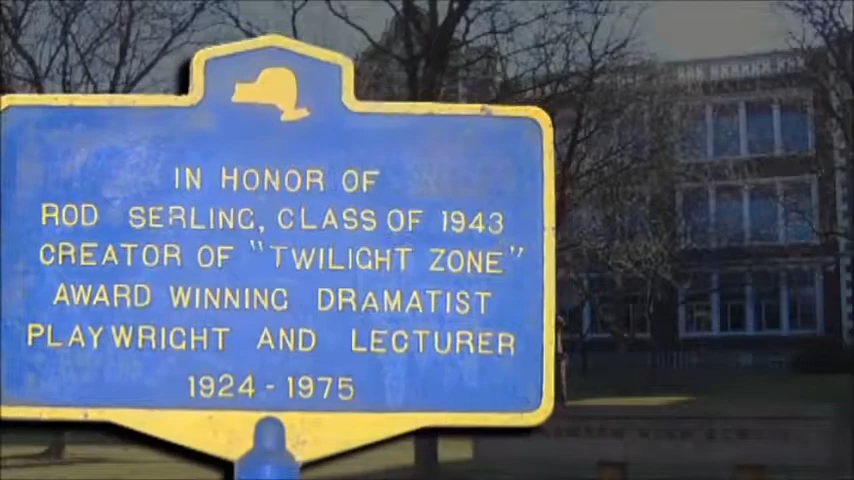 IN HONOR OF
ROD SERLING, CLASS OF 1943
CREATOR OF "TWILIGHT ZONE"
AWARD WINNING DRAMATIST
PLAYWRIGHT AND LECTURER
1924-1975